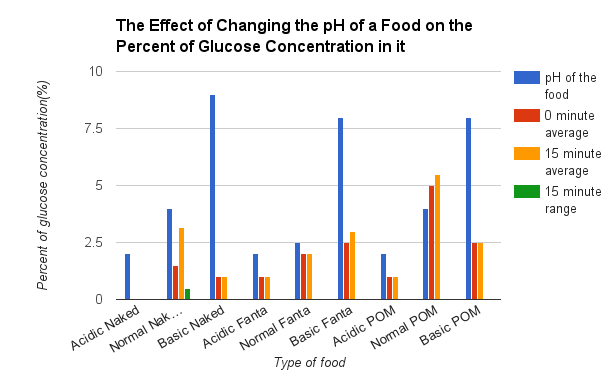 The Effect of Changing the pH of a Food on the
Percent of Glucose Concentration in it
Percent of glucose concentration(%)
10
7.5
5
2.5
0
Acidic Naked
Normal Nak…
Basic Naked
Acidic Fanta
Normal Fanta
Basic Fanta
Acidic POM
Normal POM
Basic POM
Type of food
pH of the
food
0 minute
average
15 minute
average
15 minute
range